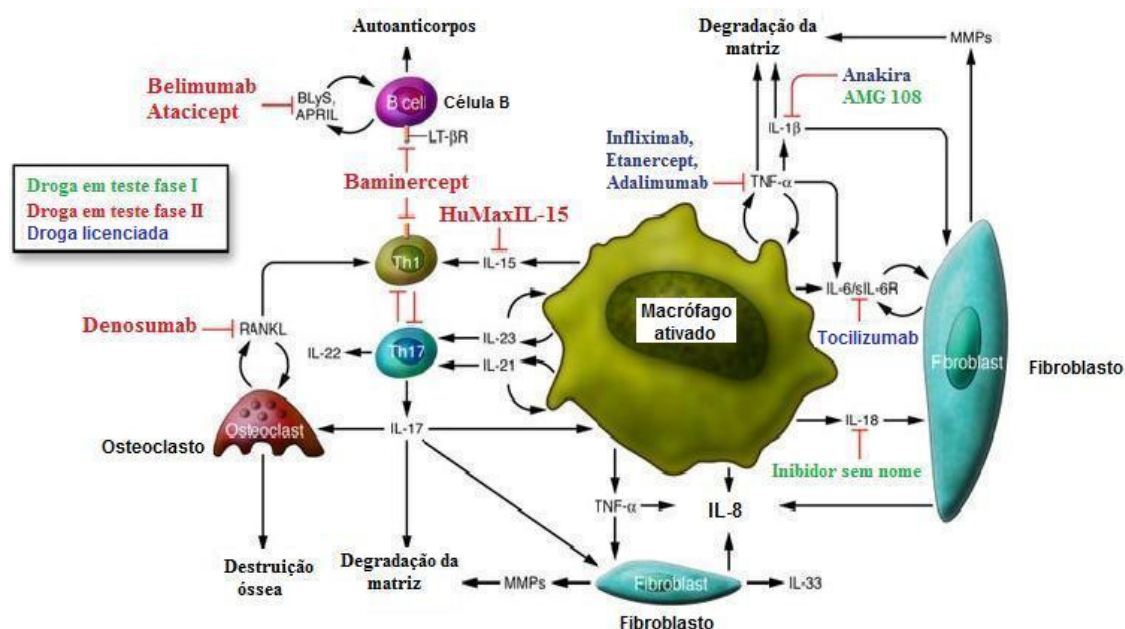 Autoanticorpos
Degradação da
matriz
MMPs
Belimumab
Atacicept
BLyS,
APRIL
B cell
Célula B
LT-βR
Anakira
AMG 108
IL-1β
Infliximab,
Etanercept,
Adalimumab
TNF-α
Droga em teste fase I
Droga em teste fase II
Droga licenciada
Baminercept
HuMaxIL-15
Th1
IL-15
Macrófago
ativado
IL-6/sIL-6R
Tocilizumab
Fibroblast
Fibroblasto
Denosumab
RANKL
IL-22
Th17
IL-23
IL-21
Osteoclast
Osteoclasto
IL-17
IL-18
Inibidor sem nome
TNF-α
IL-8
Destruição
óssea
Degradação da
matriz
MMPs
Fibroblast
IL-33
Fibroblasto